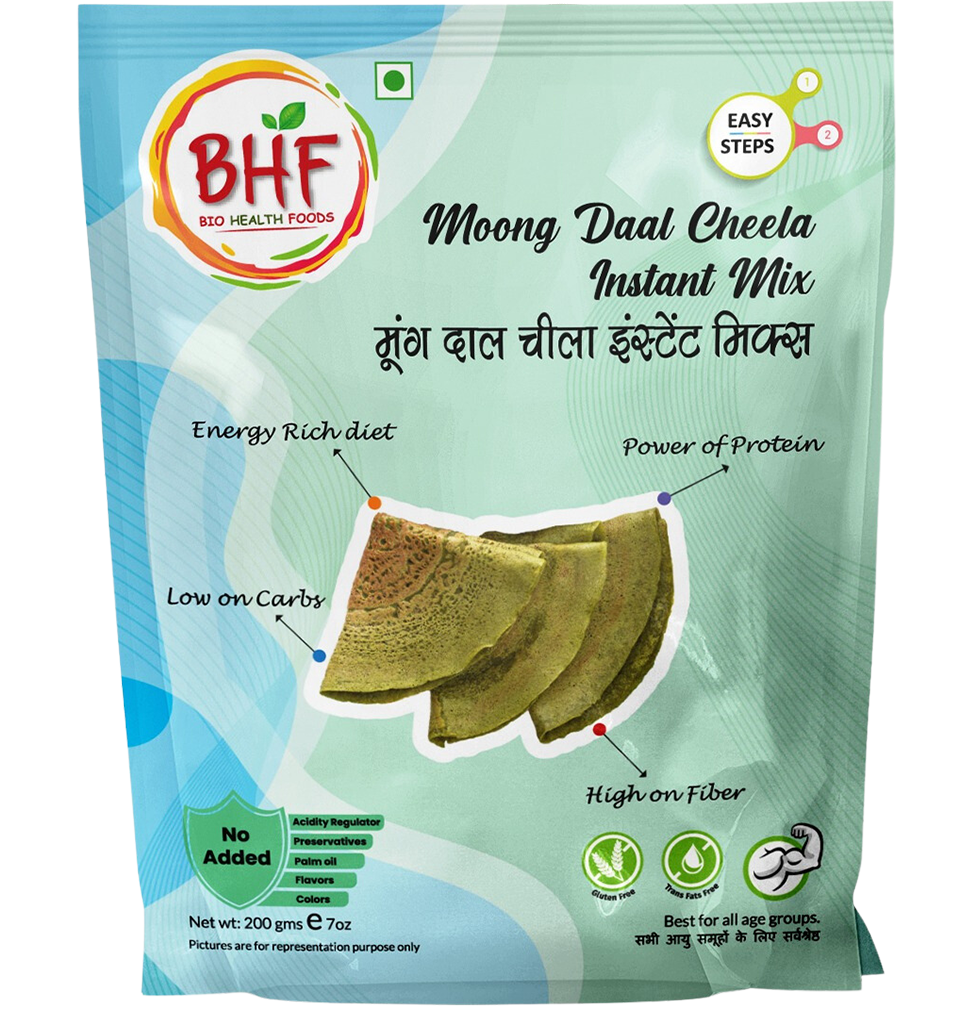 BHF
BIO HEALTH FOODS
EASY
STEPS
1
2
Moong Daal Cheela
Instant Mix
मूंग दाल चीला इंस्टेंट मिक्स
Energy Rich diet
Power of Protein
Low on Carbs
High on Fiber
No
Added
Acidity Regulator
Preservatives
Palm oil
Flavors
Colors
Net wt: 200 gms e 7oz
Pictures are for representation purpose only
Gluten Free
Trans Fats Free
Best for all age groups.
सभी आयु समूहों के लिए सर्वश्रेष्ठ